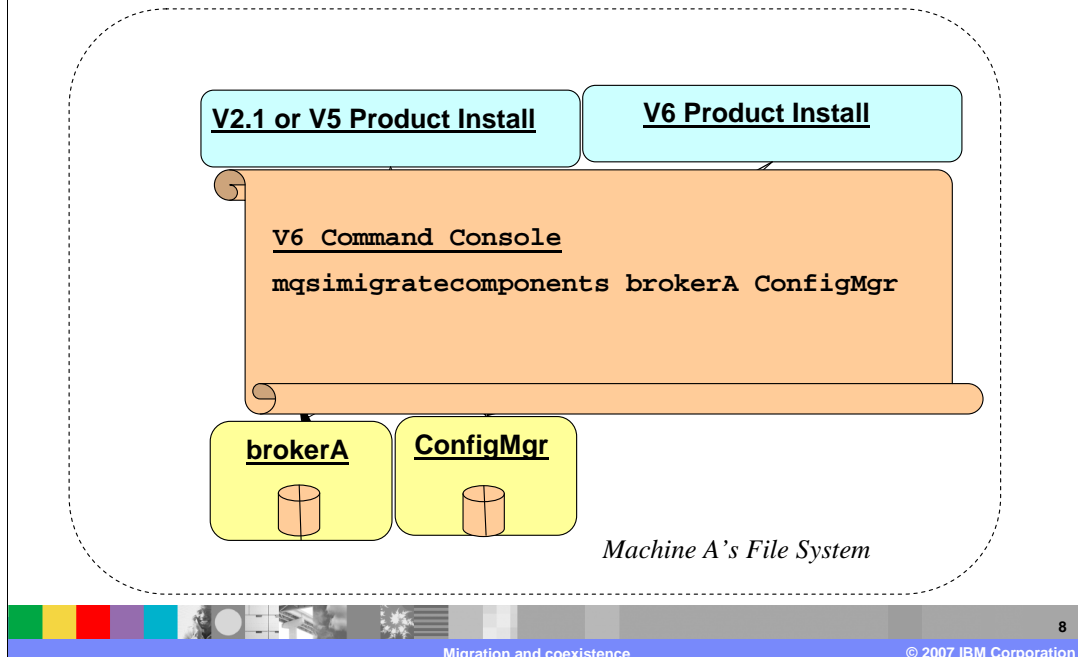 V2.1 or V5 Product Install
V6 Product Install
V6 Command Console
mqsimigratecomponents brokerA ConfigMgr
brokerA
ConfigMgr
Machine A's File System
8
Migration and coexistence
© 2007 IBM Corporation